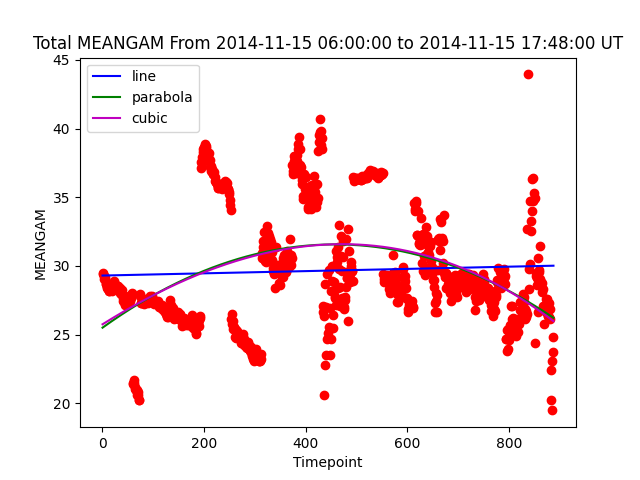 Total MEANGAM From 2014-11-15 06:00:00 to 2014-11-15 17:48:00 UT
line
parabola
cubic
45
40
35
30
25
20
MEANGAM
0 200 400 600 800
Timepoint